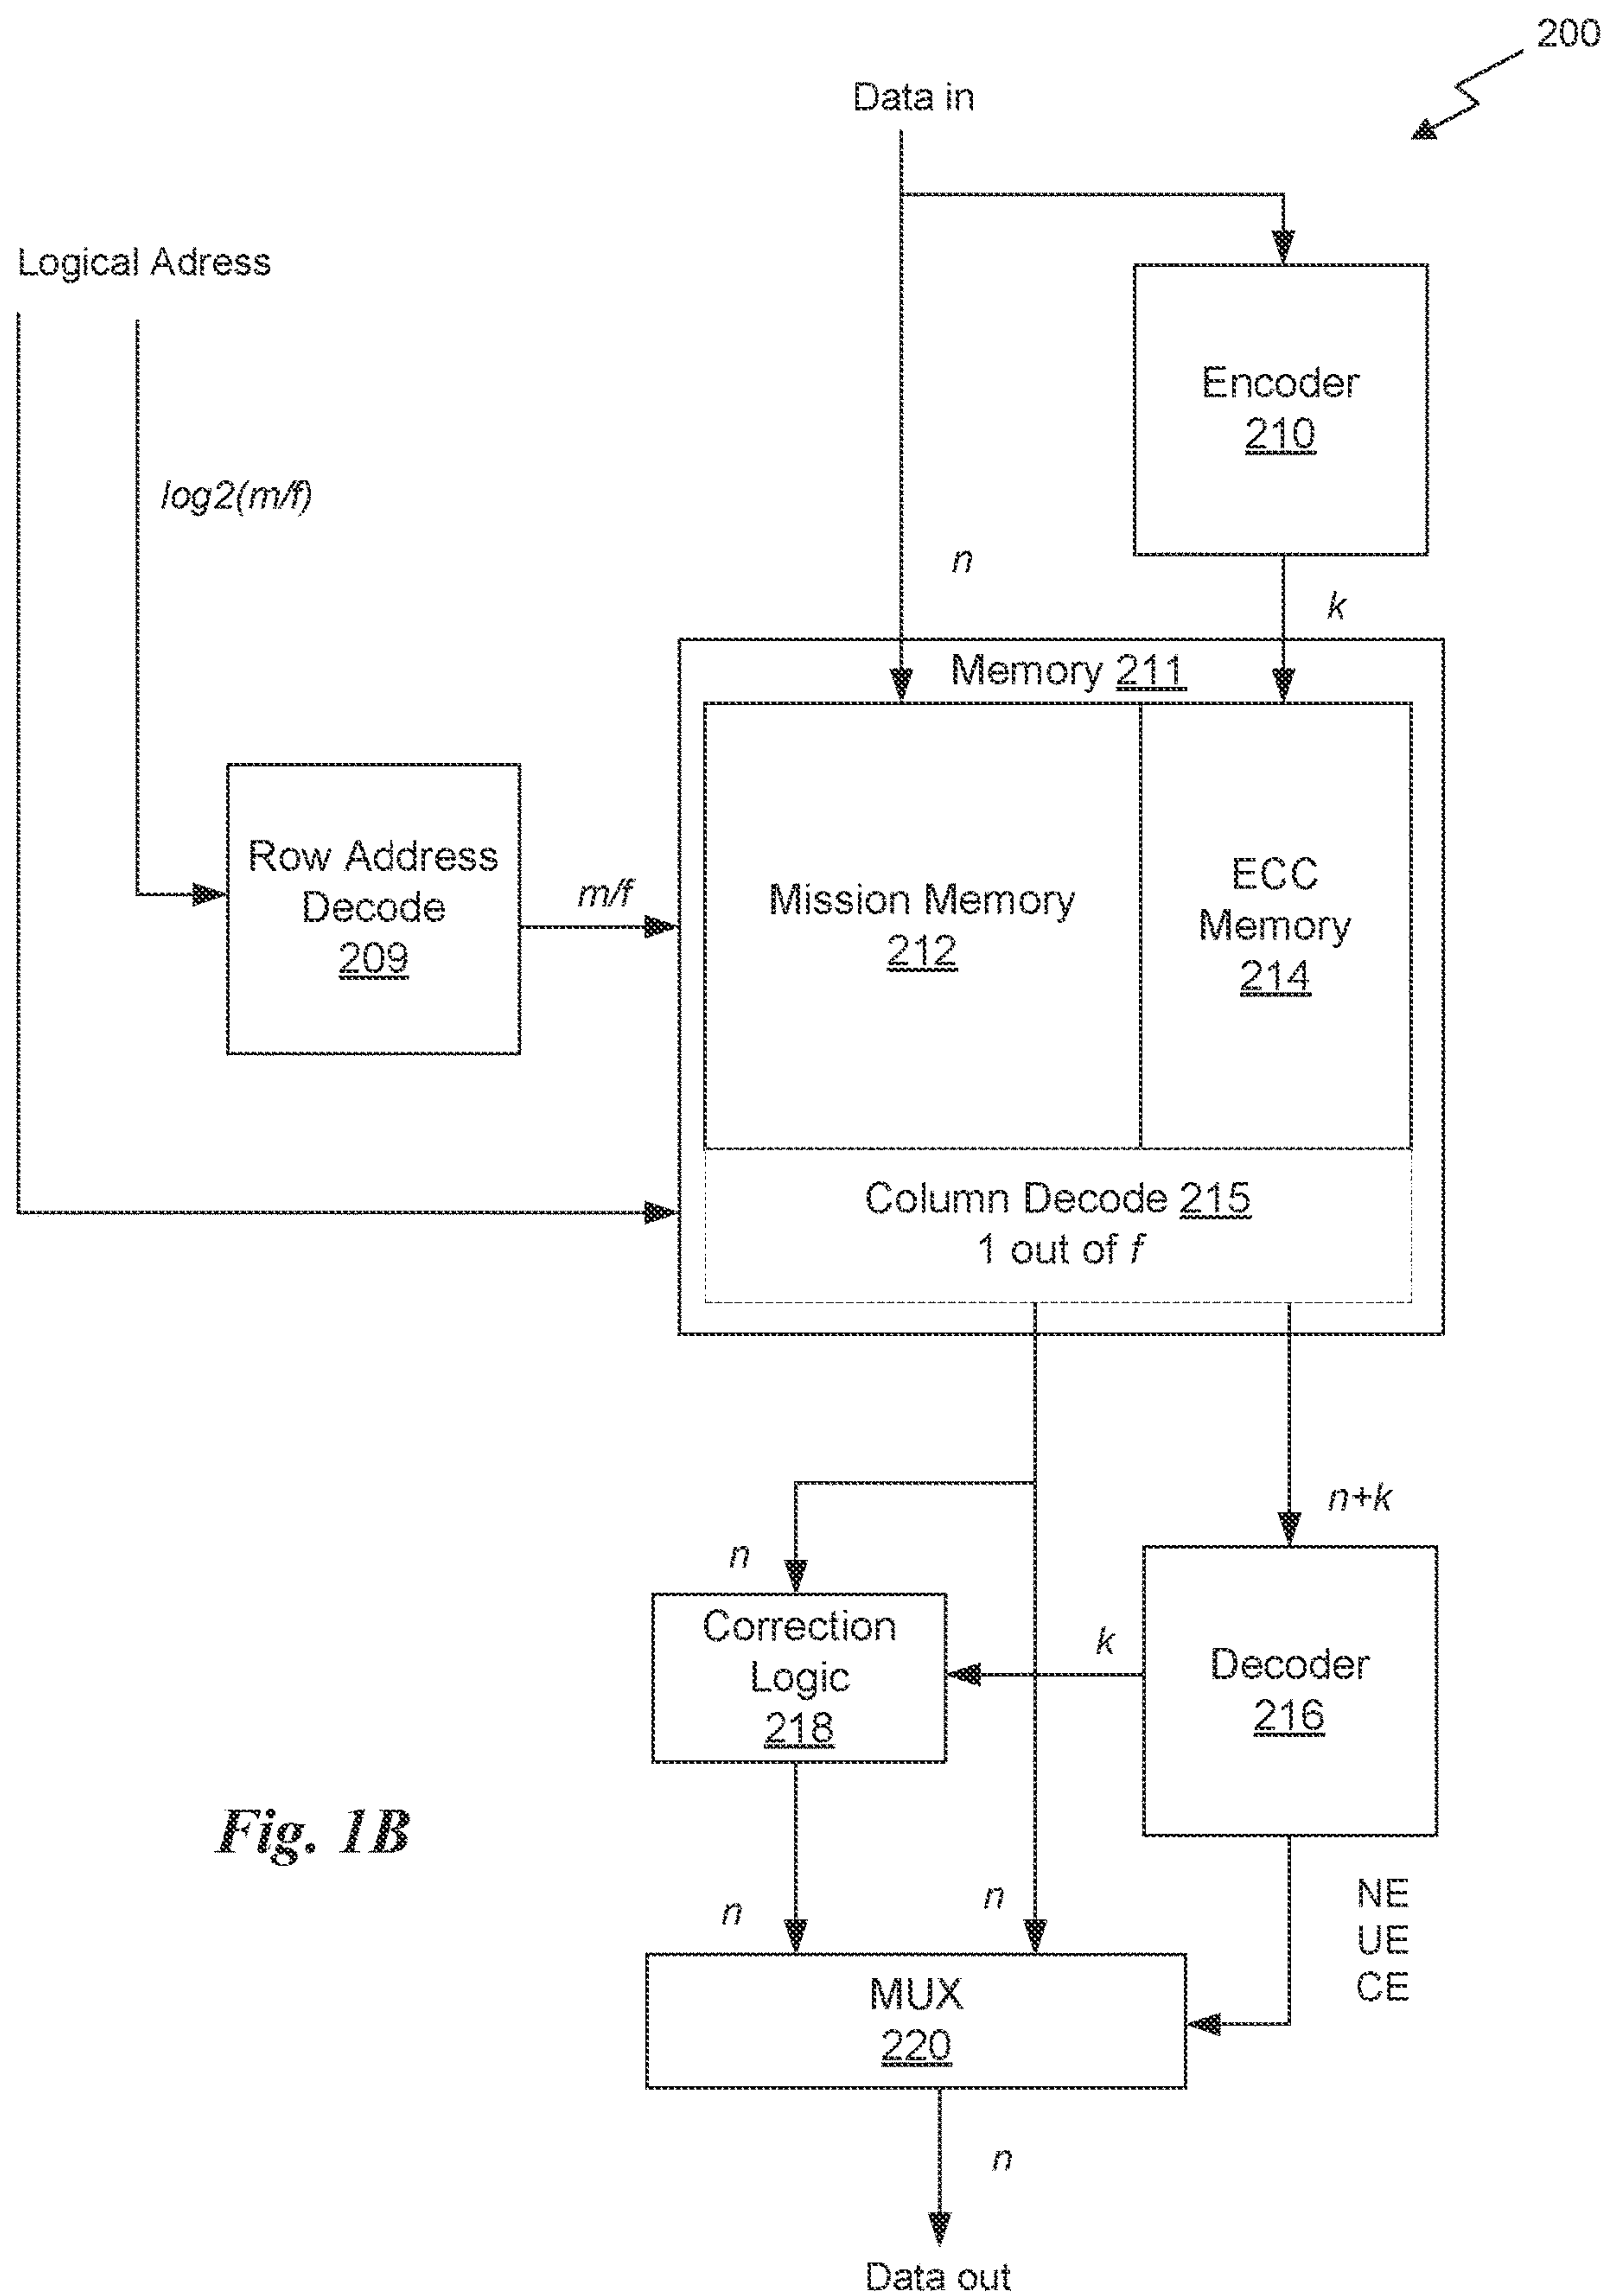 200
Data in
Logical Adress
Encoder
210
log2(m/f)
n
k
Memory 211
Row Address
Decode
209
m/f
Mission Memory
212
ECC
Memory
214
Column Decode 215
1 out of f
n+k
n
Correction
Logic
218
k
Decoder
216
Fig. 1B
n
n
NE
UE
CE
MUX
220
n
Data out